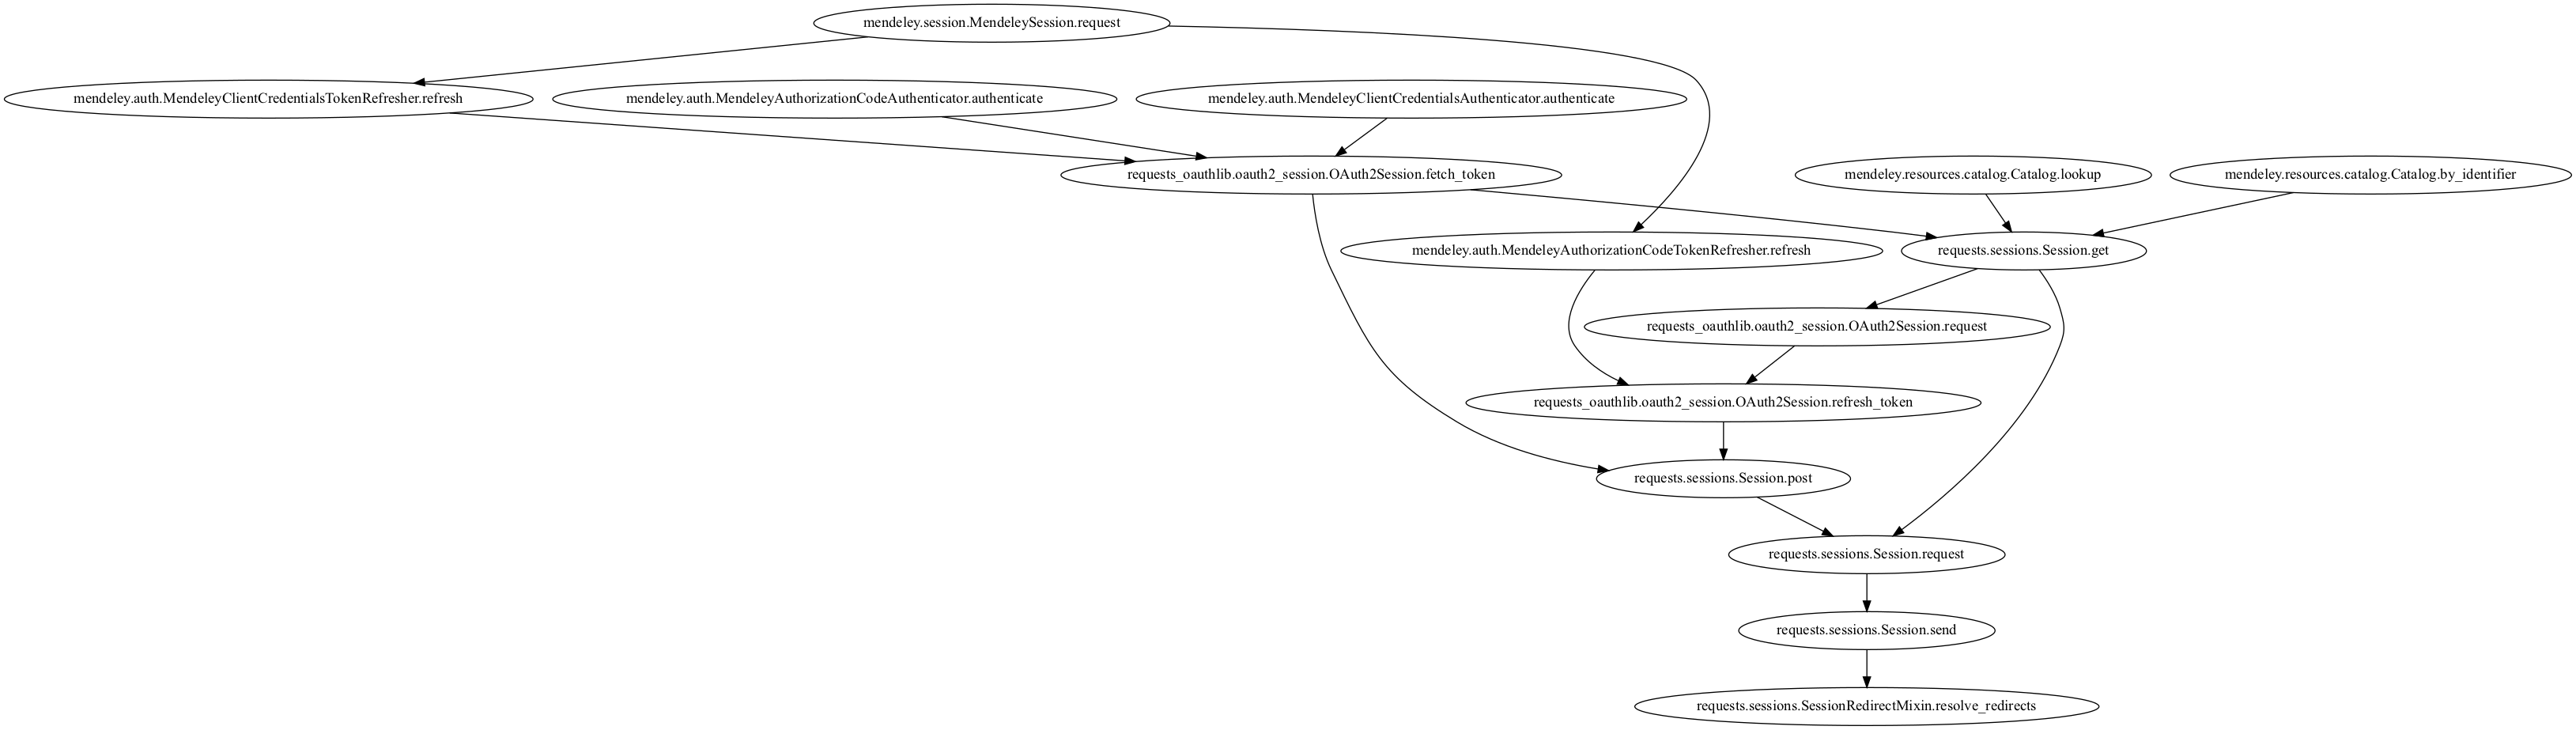 mendeley.session.MendeleySession.request
mendeley.auth.MendeleyClientCredentialsTokenRefresher.refresh
mendeley.auth.MendeleyAuthorizationCodeAuthenticator.authenticate
mendeley.auth.MendeleyClientCredentialsAuthenticator.authenticate
requests_oauthlib.oauth2_session.OAuth2Session.fetch_token
mendeley.resources.catalog.Catalog.lookup
mendeley.resources.catalog.Catalog.by_identifier
mendeley.auth.MendeleyAuthorizationCodeTokenRefresher.refresh
requests.sessions.Session.get
requests_oauthlib.oauth2_session.OAuth2Session.request
requests_oauthlib.oauth2_session.OAuth2Session.refresh_token
requests.sessions.Session.post
requests.sessions.Session.request
requests.sessions.Session.send
requests.sessions.SessionRedirectMixin.resolve_redirects